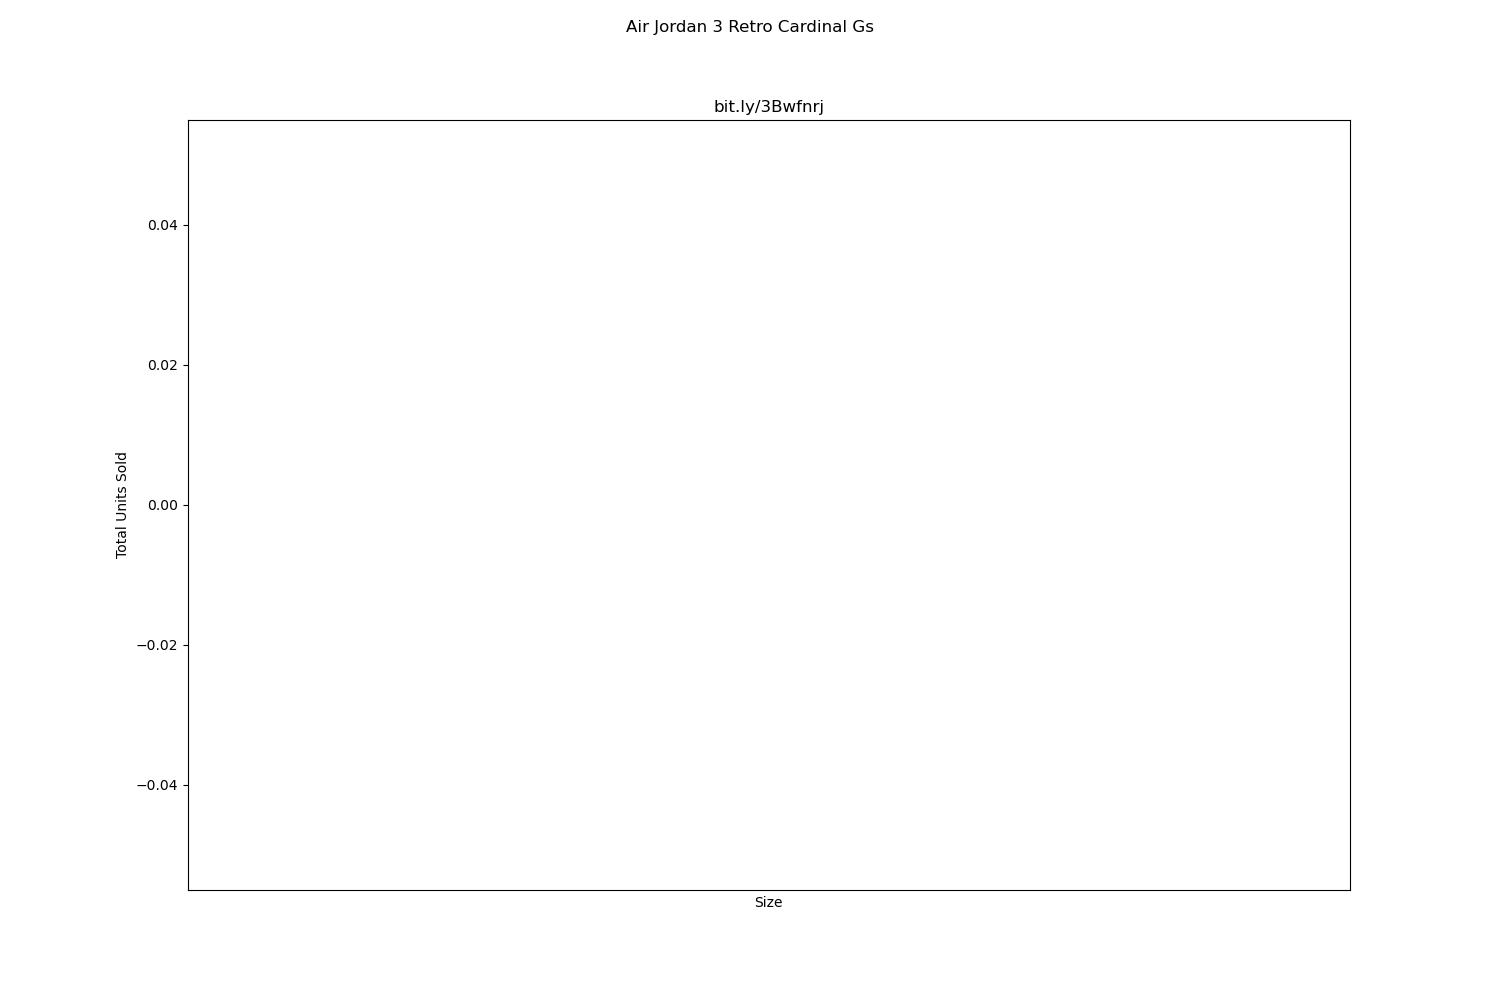 Air Jordan 3 Retro Cardinal Gs
bit.ly/3Bwfnrj
0.04
0.02
0.00
−0.02
−0.04
Total Units Sold
Size